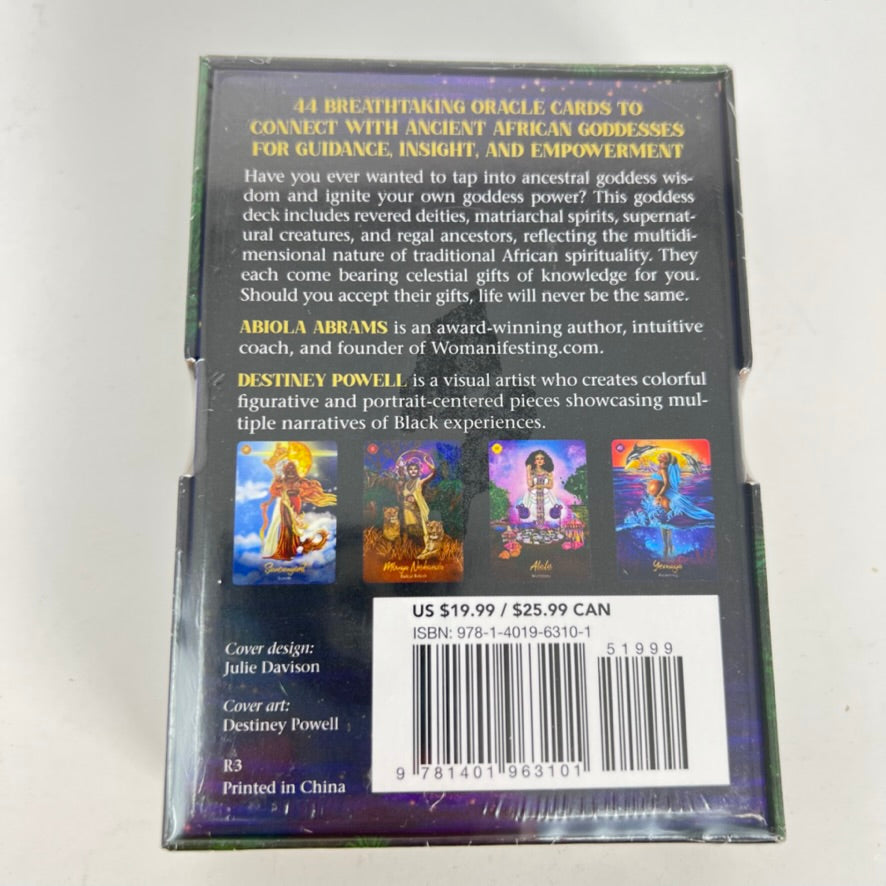 44 BREATHTAKING ORACLE CARDS TO
CONNECT WITH ANCIENT AFRICAN GODDESSES
FOR GUIDANCE, INSIGHT, AND EMPOWERMENT
Have you ever wanted to tap into ancestral goddess wis-
dom and ignite your own goddess power? This goddess
deck includes revered deities, matriarchal spirits, supernat-
ural creatures, and regal ancestors, reflecting the multidi-
mensional nature of traditional African spirituality. They
each come bearing celestial gifts of knowledge for you.
Should you accept their gifts, life will never be the same.
ABIOLA ABRAMS is an award-winning author, intuitive
coach, and founder of Womanifesting.com.
DESTINEY POWELL is a visual artist who creates colorful
figurative and portrait-centered pieces showcasing mul-
tiple narratives of Black experiences.
Yemaya
US $19.99 / $25.99 CAN
ISBN: 978-1-4019-6310-1
51999
9 781401 963101
Cover design:
Julie Davison
Cover art:
Destiney Powell
R3
Printed in China